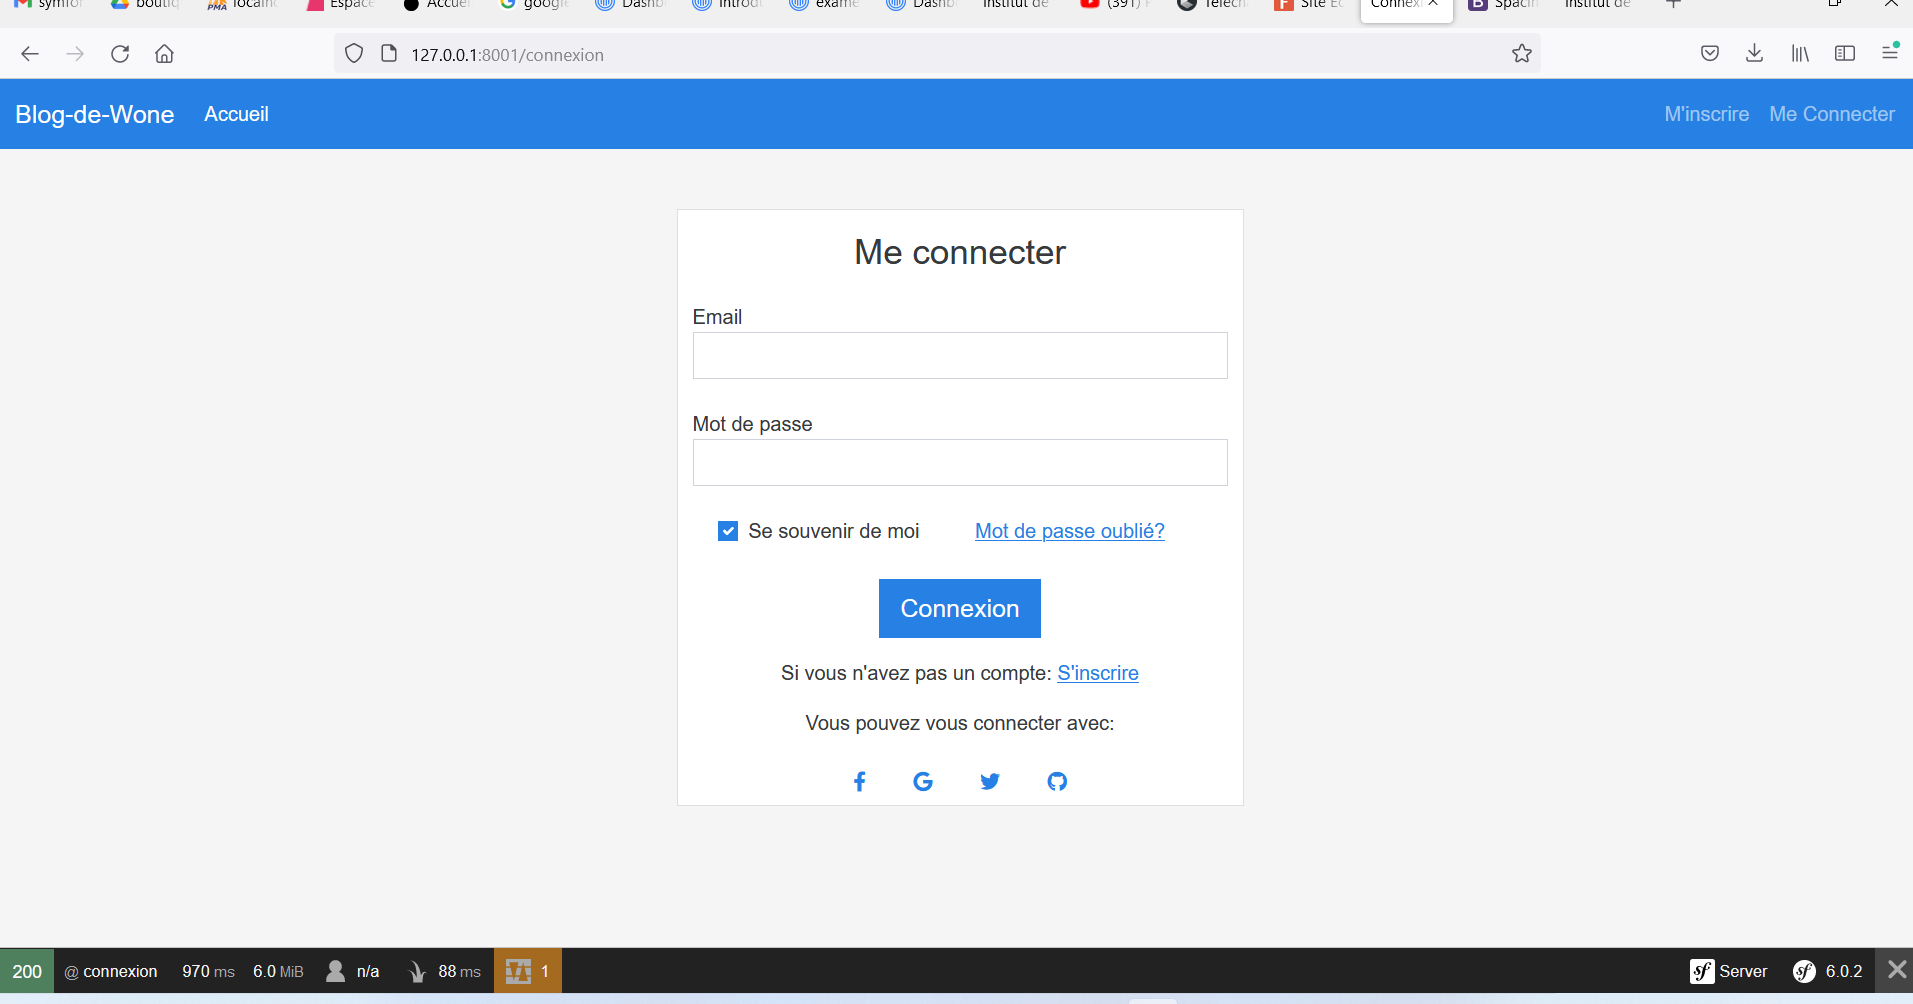 symfor boutiq localho Espace Accueil google Dashb Introdu exame Dashb Institut de (391) Téléch Site Ec Connexi Spacin Institut de
127.0.0.1:8001/connexion
Blog-de-Wone Accueil M'inscrire Me Connecter
Me connecter
Email
Mot de passe
Se souvenir de moi Mot de passe oublié?
Connexion
Si vous n'avez pas un compte: S'inscrire
Vous pouvez vous connecter avec:
200 @ connexion 970 ms 6.0 MiB n/a 88 ms 1 Server 6.0.2